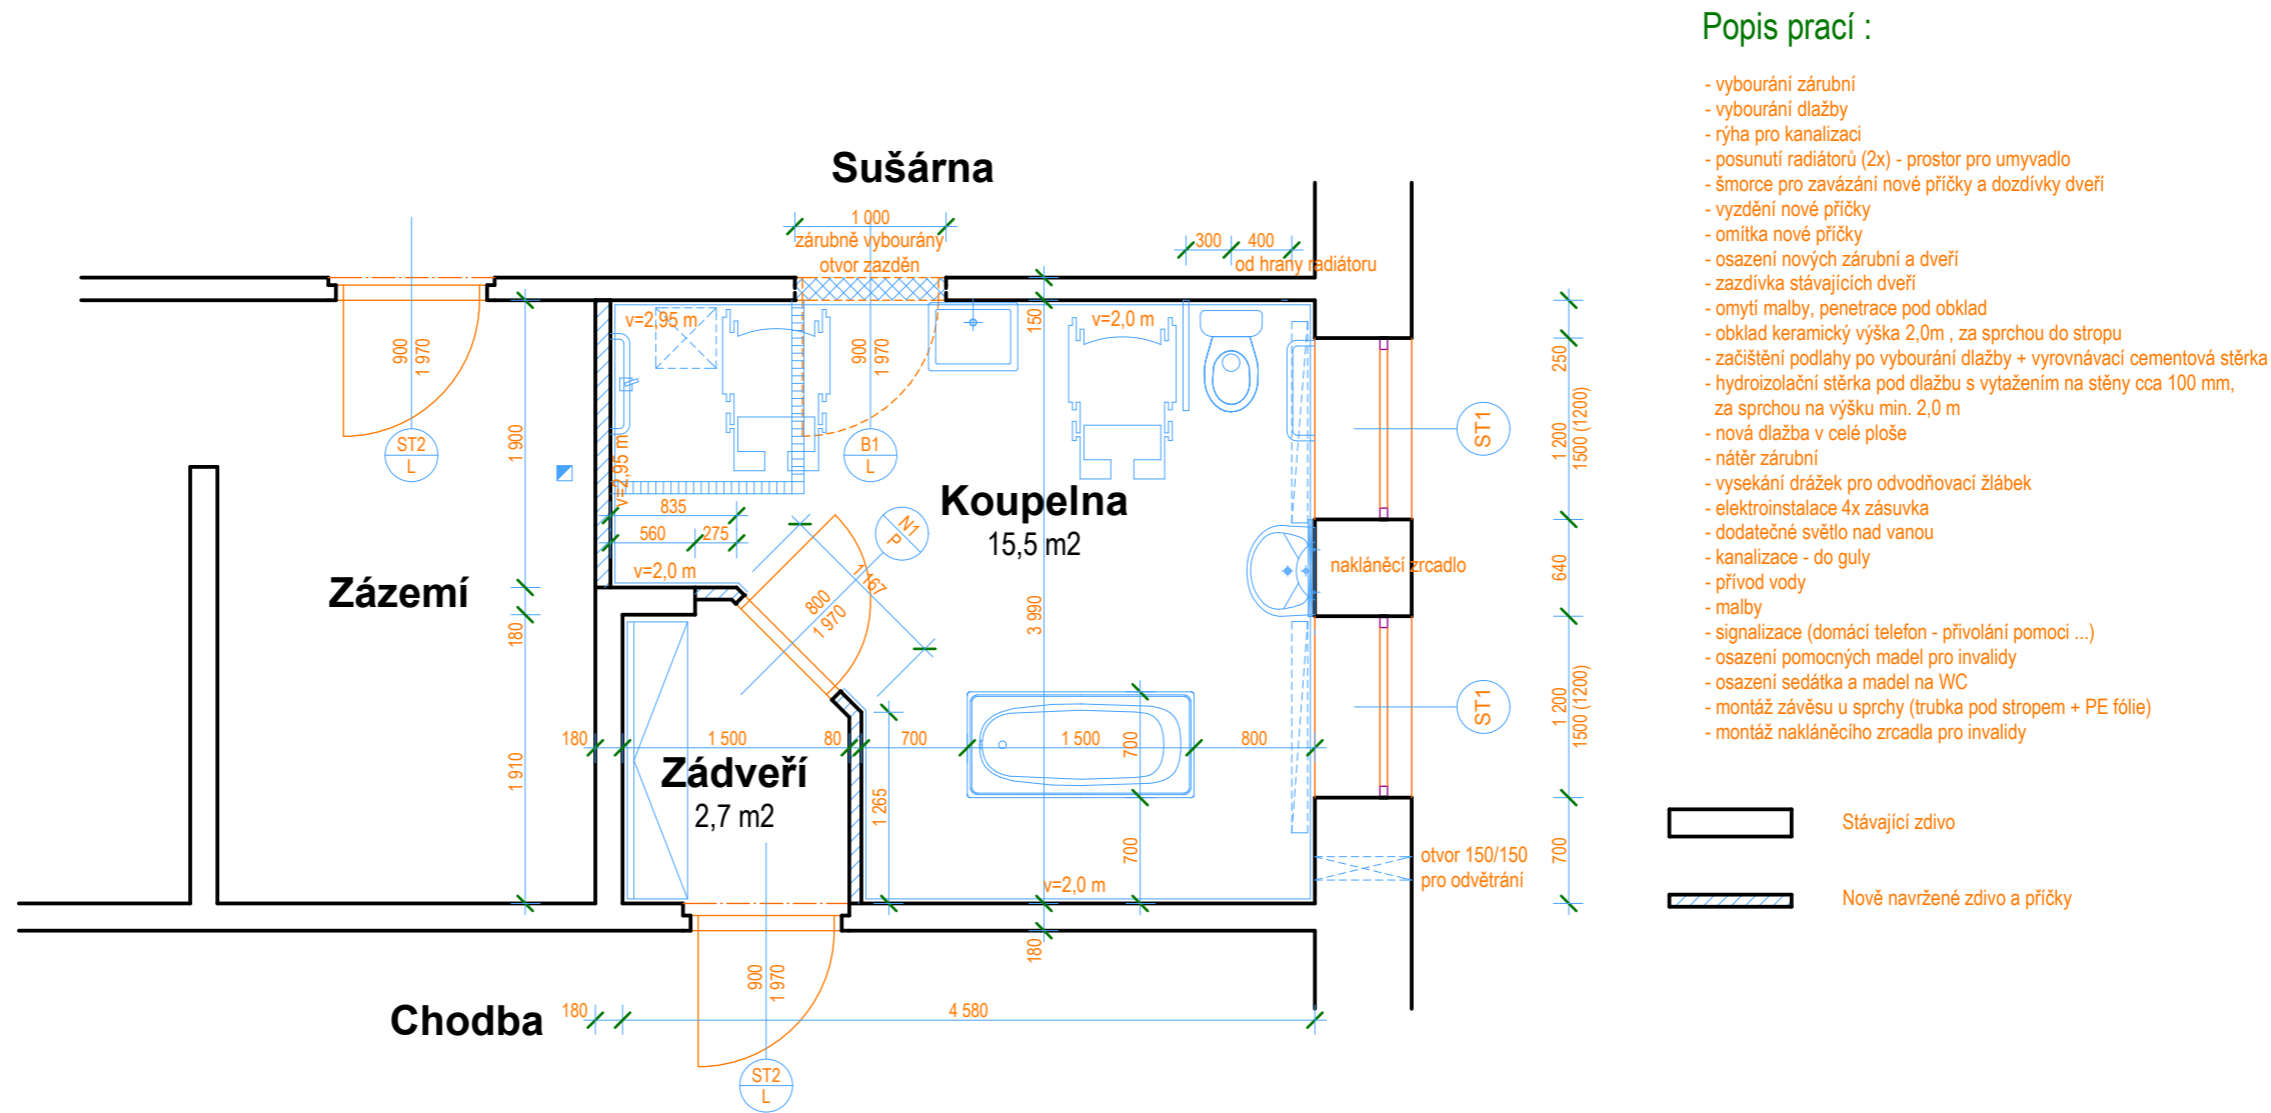 Popis prací :
- vybourání zárubní
- vybourání dlažby
- rýha pro kanalizaci
- posunutí radiátorů (2x) - prostor pro umyvadlo
- šmorce pro zavázání nové příčky a dozdívky dveří
- vyzdění nové příčky
- omítka nové příčky
- osazení nových zárubní a dveří
- zazdívka stávajících dveří
- omytí malby, penetrace pod obklad
- obklad keramický výška 2,0m , za sprchou do stropu
- začištění podlahy po vybourání dlažby + vyrovnávací cementová stěrka
- hydroizolační stěrka pod dlažbu s vytažením na stěny cca 100 mm,
za sprchou na výšku min. 2,0 m
- nová dlažba v celé ploše
- nátěr zárubní
- vysekání drážek pro odvodňovací žlábek
- elektroinstalace 4x zásuvka
- dodatečné světlo nad vanou
- kanalizace - do guly
- přívod vody
- malby
- signalizace (domácí telefon - přivolání pomoci ...)
- osazení pomocných madel pro invalidy
- osazení sedátka a madel na WC
- montáž závěsu u sprchy (trubka pod stropem + PE fólie)
- montáž nakláněcího zrcadla pro invalidy
Stávající zdivo
Nově navržené zdivo a příčky
Sušárna
1 000
zárubně vybourány
otvor zazděn
300
400
od hrany radiátoru
v=2,95 m
150
v=2,0 m
900
1 970
900
1 970
250
ST2
L
B1
L
ST1
1 200
1500 (1200)
1 900
v=2,95 m
835
560
275
v=2,0 m
N1
P
Koupelna
15,5 m2
1 167
800
1 970
nakláněcí zrcadlo
640
Zázemí
180
3 990
ST1
1 200
1500 (1200)
180
1 500
80
700
1 500
700
800
1 910
Zádveří
2,7 m2
1 265
700
v=2,0 m
otvor 150/150
pro odvětrání
700
180
900
1 970
Chodba
180
4 580
ST2
L